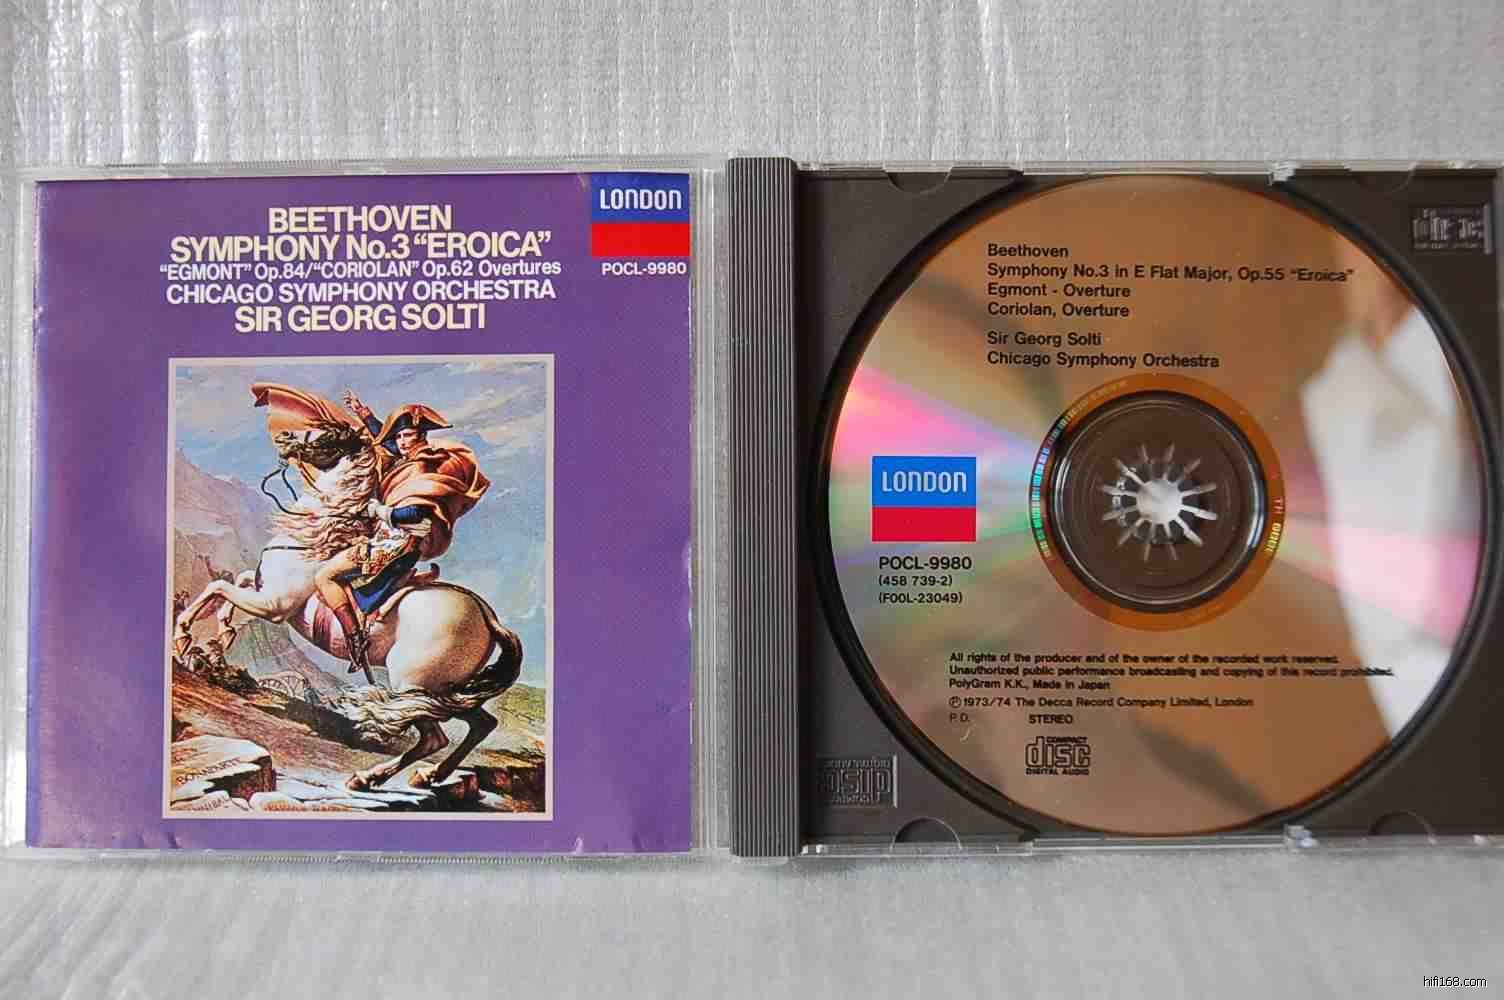 BEETHOVEN
SYMPHONY No.3 “EROICA”
“EGMONT” Op.84/“CORIOLAN” Op.62 Overtures
CHICAGO SYMPHONY ORCHESTRA
SIR GEORG SOLTI
LONDON
POCL-9980
BONAPARTE
Beethoven
Symphony No.3 in E Flat Major, Op.55 “Eroica”
Egmont - Overture
Coriolan, Overture
Sir Georg Solti
Chicago Symphony Orchestra
LONDON
POCL-9980
(458 739-2)
(F00L-23049)
All rights of the producer and of the owner of the recorded work reserved.
Unauthorized public performance broadcasting and copying of this record prohibited.
PolyGram K.K., Made in Japan
Ⓟ1973/74 The Decca Record Company Limited, London
P.D. STEREO
COMPACT
disc
DIGITAL AUDIO
hifi168.com